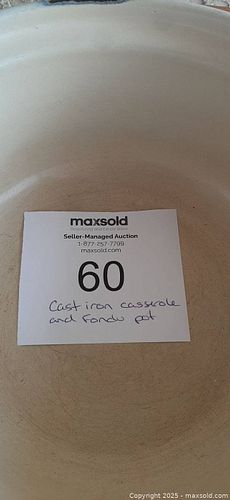 maxsold
Seller-Managed Auction
1-877-257-7799
maxsold.com
60
Cast iron casserole
and Fondu pot
Copyright © 2025 - maxsold.com